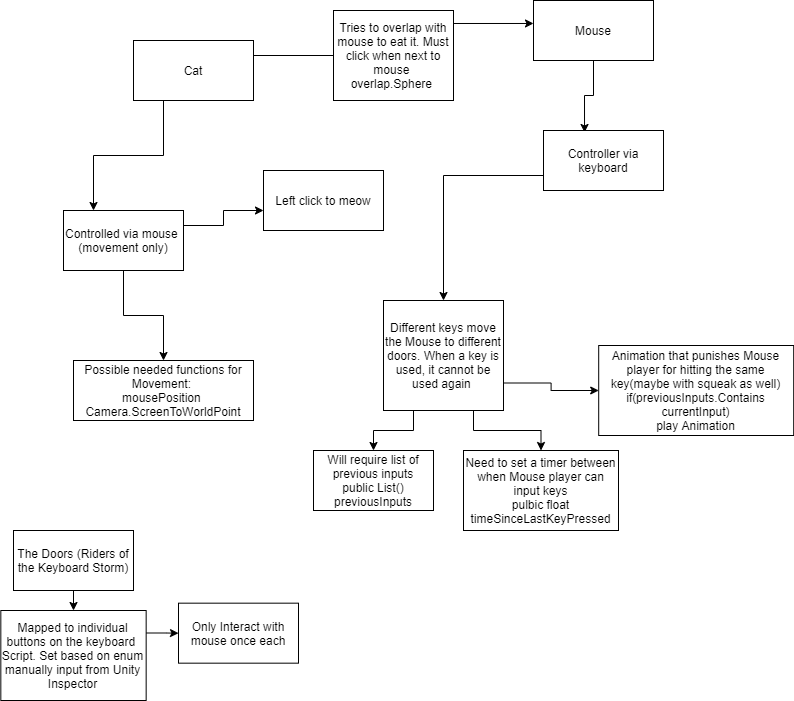 Cat
Tries to overlap with
mouse to eat it. Must
click when next to
mouse
overlap.Sphere
Mouse
Controller via
keyboard
Left click to meow
Controlled via mouse
(movement only)
Different keys move
the Mouse to different
doors. When a key is
used, it cannot be
used again
Animation that punishes Mouse
player for hitting the same
key(maybe with squeak as well)
if(previousInputs.Contains
currentInput)
play Animation
Possible needed functions for
Movement:
mousePosition
Camera.ScreenToWorldPoint
Will require list of
previous inputs
public List()
previousInputs
Need to set a timer between
when Mouse player can
input keys
pulbic float
timeSinceLastKeyPressed
The Doors (Riders of
the Keyboard Storm)
Mapped to individual
buttons on the keyboard
Script. Set based on enum
manually input from Unity
Inspector
Only Interact with
mouse once each